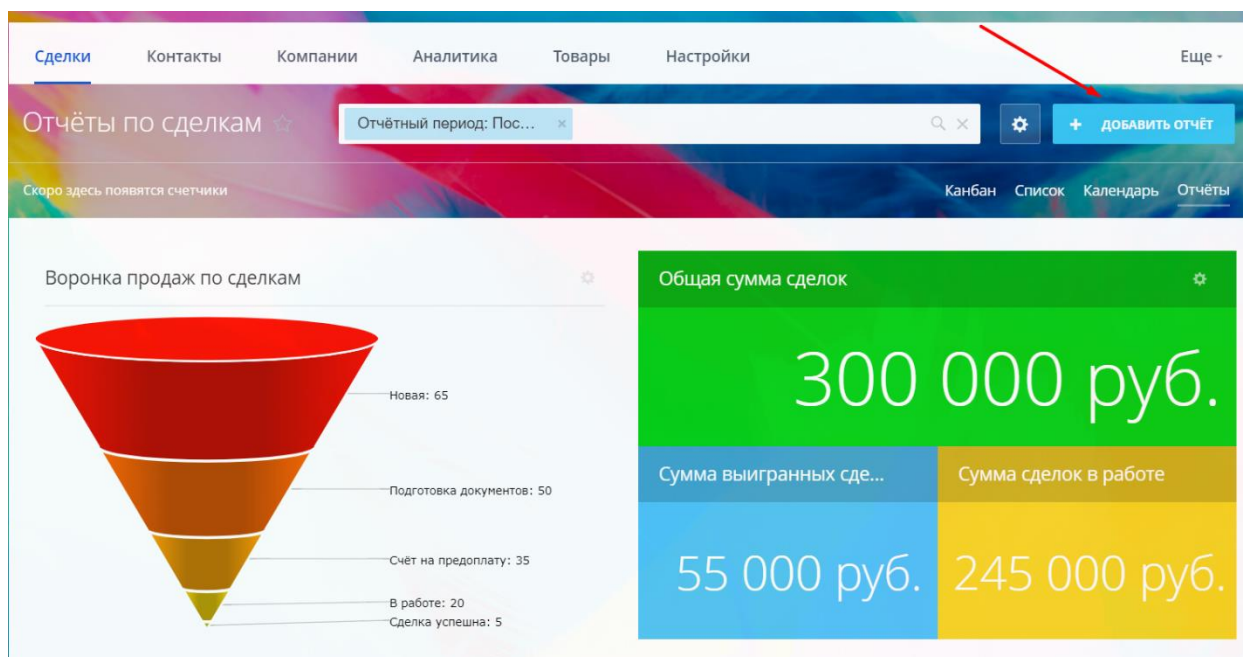 Сделки Контакты Компании Аналитика Товары Настройки Еще
Отчёты по сделкам Отчётный период: Пос... × + ДОБАВИТЬ ОТЧЁТ
Скоро здесь появятся счетчики Канбан Список Календарь Отчёты
Воронка продаж по сделкам
Новая: 65
Подготовка документов: 50
Счёт на предоплату: 35
В работе: 20
Сделка успешна: 5
Общая сумма сделок
300 000 руб.
Сумма выигранных сде...
55 000 руб.
Сумма сделок в работе
245 000 руб.